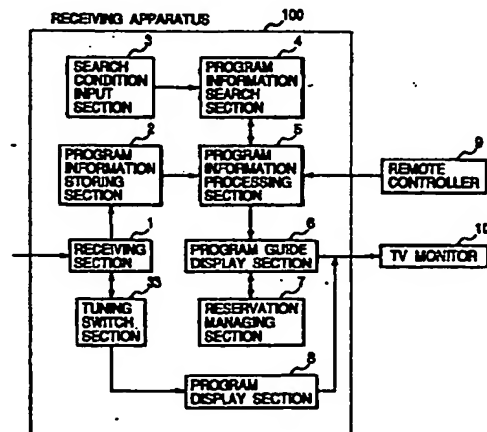 RECEIVING APPARATUS
100
3
SEARCH
CONDITION
INPUT
SECTION
4
PROGRAM
INFORMATION
SEARCH
SECTION
2
PROGRAM
INFORMATION
STORING
SECTION
5
PROGRAM
INFORMATION
PROCESSING
SECTION
9
REMOTE
CONTROLLER
1
RECEIVING
SECTION
6
PROGRAM GUIDE
DISPLAY SECTION
10
TV MONITOR
33
TUNING
SWITCH
SECTION
7
RESERVATION
MANAGING
SECTION
8
PROGRAM
DISPLAY SECTION